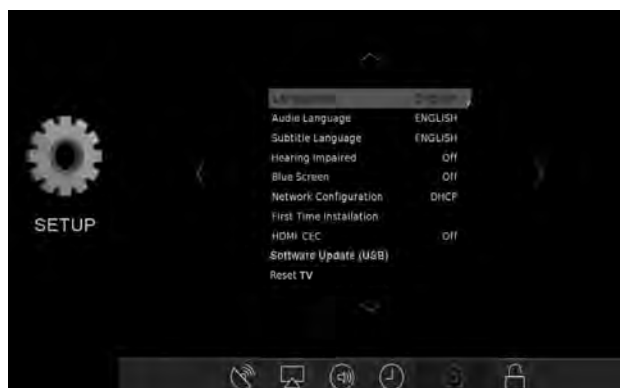 SETUP
Audio Language ENGLISH
Subtitle Language ENGLISH
Hearing Impaired Off
Blue Screen Off
Network Configuration DHCP
First Time Installation
HDMI CEC Off
Software Update (USB)
Reset TV